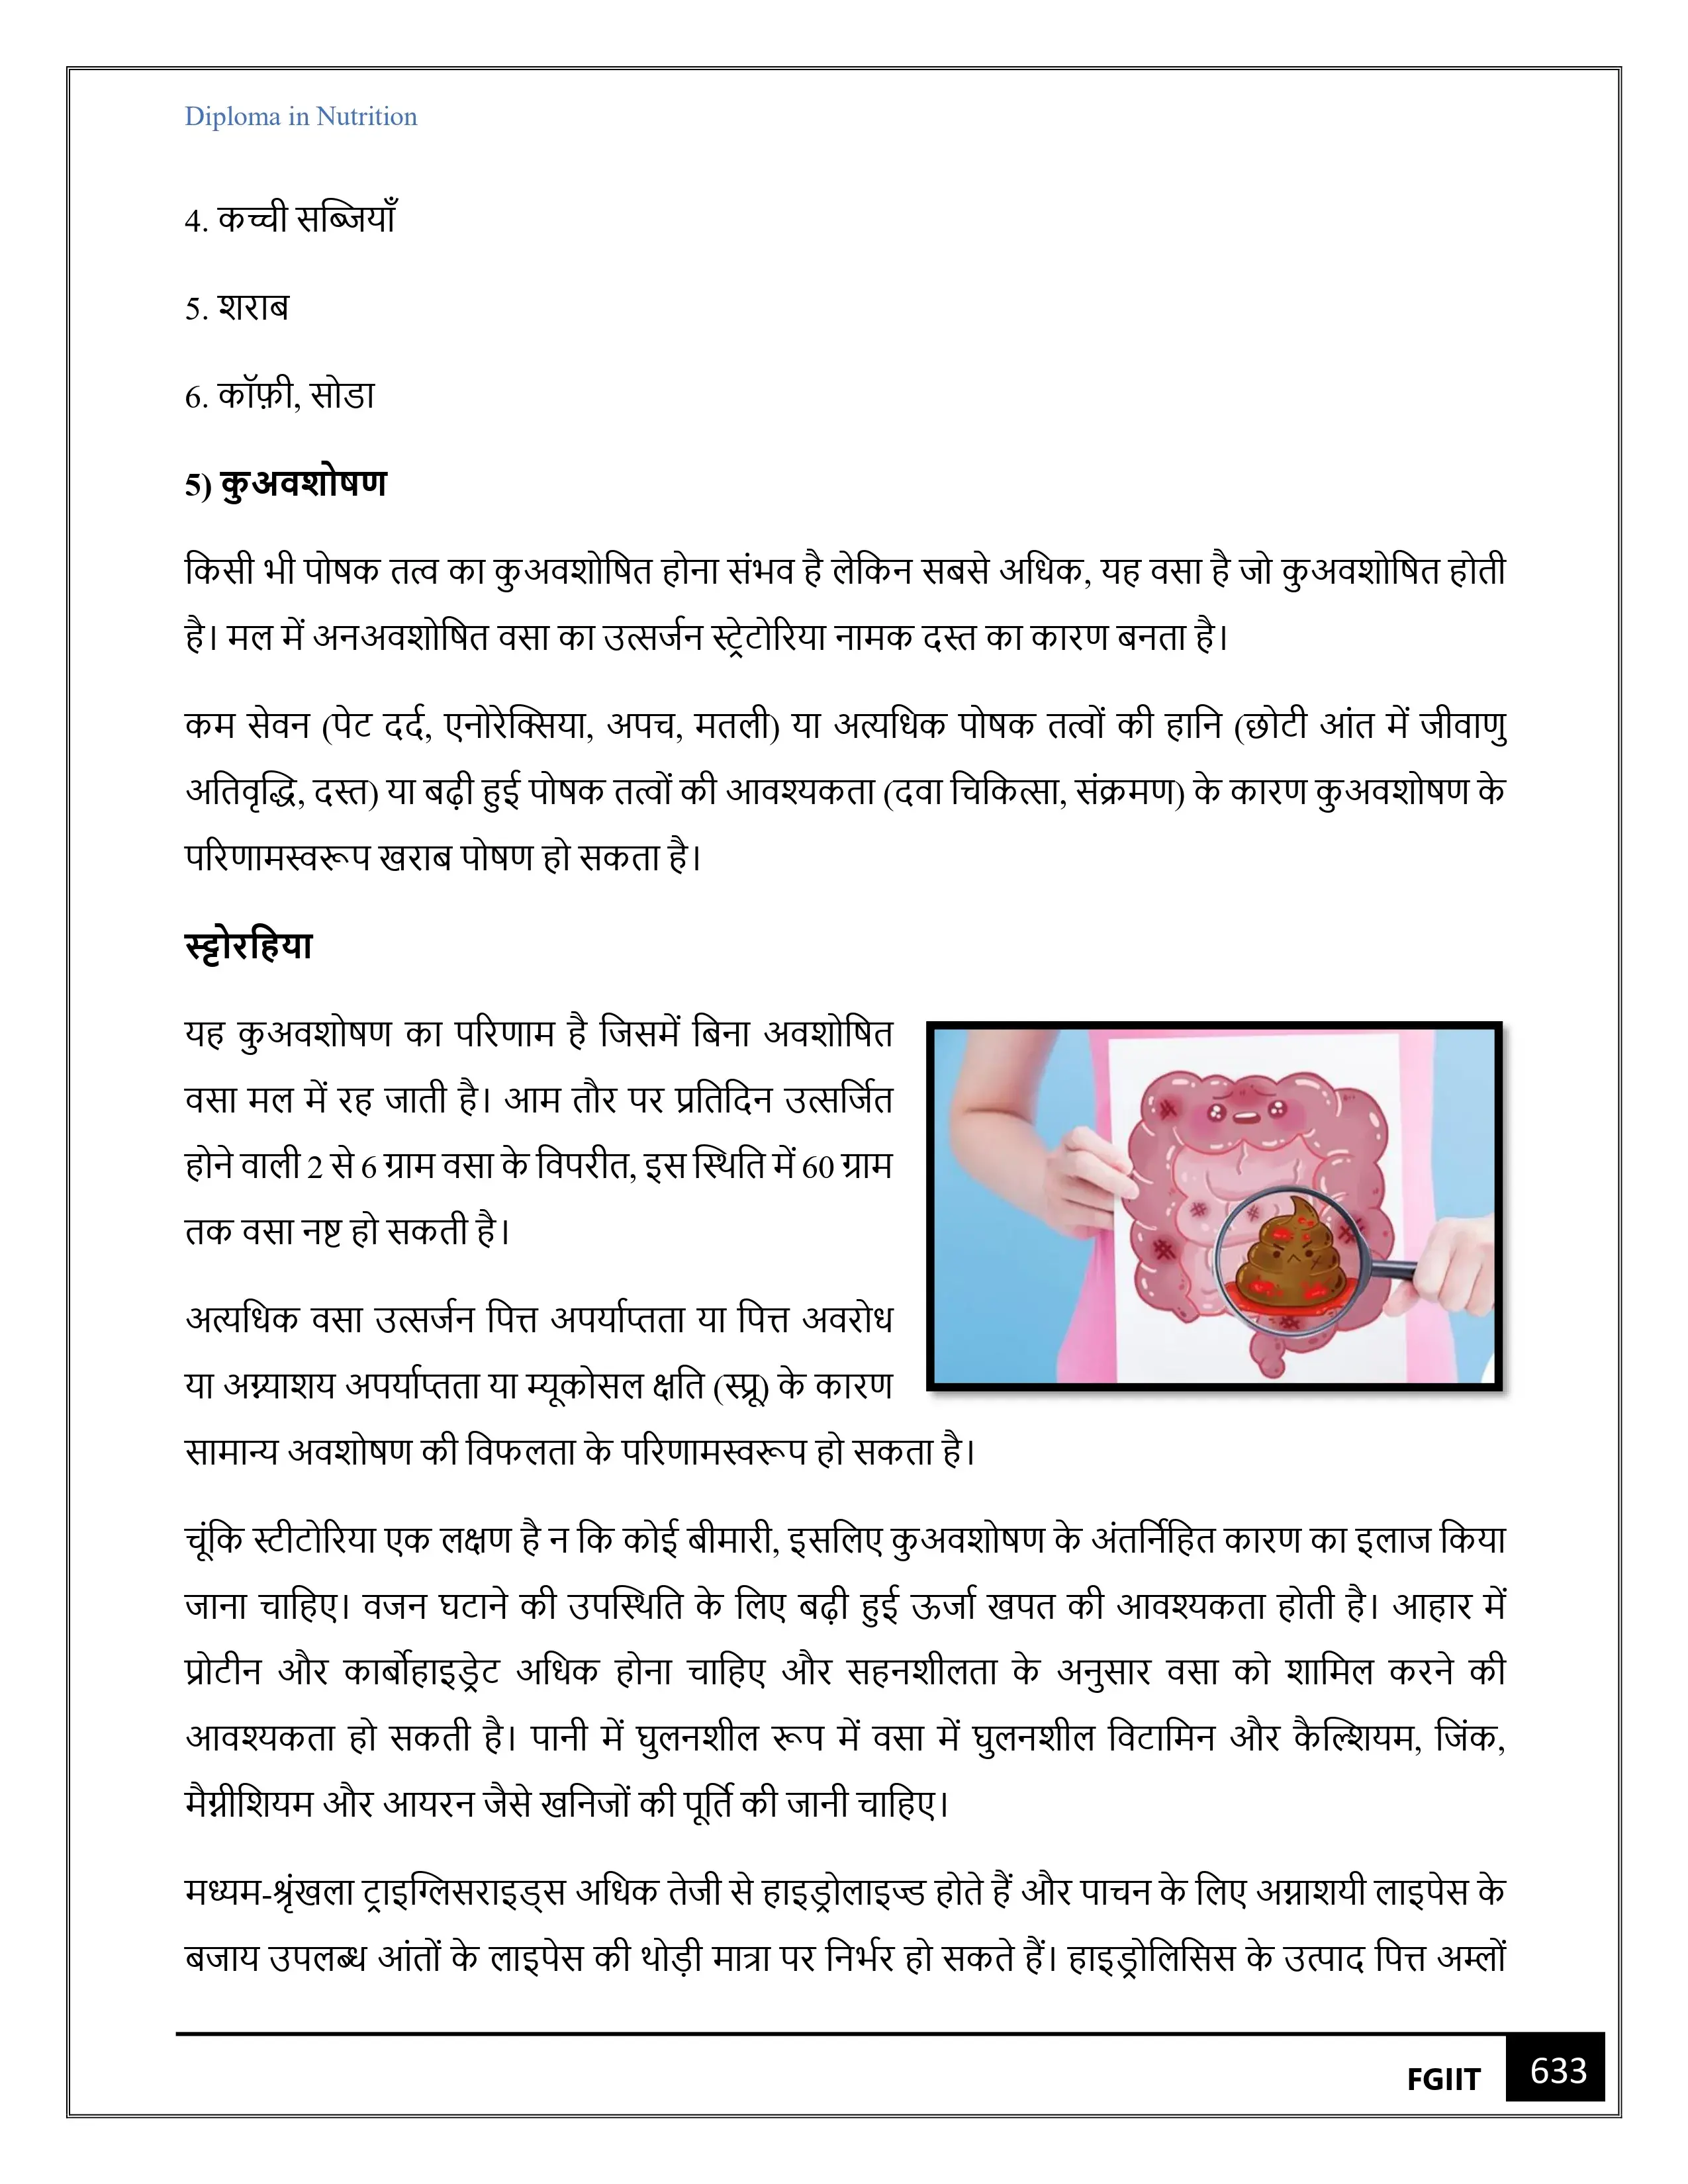 Diploma in Nutrition
4. कच्ची सब्जियाँ
5. शराब
6. कॉफ़ी, सोडा
5) कुअवशोषण
किसी भी पोषक तत्व का कुअवशोषित होना संभव है लेकिन सबसे अधिक, यह वसा है जो कुअवशोषित होती
है। मल में अनअवशोषित वसा का उत्सर्जन स्ट्रेटोरिया नामक दस्त का कारण बनता है।
कम सेवन (पेट दर्द, एनोरेक्सिया, अपच, मतली) या अत्यधिक पोषक तत्वों की हानि (छोटी आंत में जीवाणु
अतिवृद्धि, दस्त) या बढ़ी हुई पोषक तत्वों की आवश्यकता (दवा चिकित्सा, संक्रमण) के कारण कुअवशोषण के
परिणामस्वरूप खराब पोषण हो सकता है।
स्ट्टोरहिया
यह कुअवशोषण का परिणाम है जिसमें बिना अवशोषित
वसा मल में रह जाती है। आम तौर पर प्रतिदिन उत्सर्जित
होने वाली 2 से 6 ग्राम वसा के विपरीत, इस स्थिति में 60 ग्राम
तक वसा नष्ट हो सकती है।
अत्यधिक वसा उत्सर्जन पित्त अपर्याप्तता या पित्त अवरोध
या अग्न्याशय अपर्याप्तता या म्यूकोसल क्षति (स्प्रू) के कारण
सामान्य अवशोषण की विफलता के परिणामस्वरूप हो सकता है।
चूंकि स्टीटोरिया एक लक्षण है न कि कोई बीमारी, इसलिए कुअवशोषण के अंतर्निहित कारण का इलाज किया
जाना चाहिए। वजन घटाने की उपस्थिति के लिए बढ़ी हुई ऊर्जा खपत की आवश्यकता होती है। आहार में
प्रोटीन और कार्बोहाइड्रेट अधिक होना चाहिए और सहनशीलता के अनुसार वसा को शामिल करने की
आवश्यकता हो सकती है। पानी में घुलनशील रूप में वसा में घुलनशील विटामिन और कैल्शियम, जिंक,
मैग्नीशियम और आयरन जैसे खनिजों की पूर्ति की जानी चाहिए।
मध्यम-श्रृंखला ट्राइग्लिसराइड्स अधिक तेजी से हाइड्रोलाइज्ड होते हैं और पाचन के लिए अग्नाशयी लाइपेस के
बजाय उपलब्ध आंतों के लाइपेस की थोड़ी मात्रा पर निर्भर हो सकते हैं। हाइड्रोलिसिस के उत्पाद पित्त अम्लों
FGIIT 633